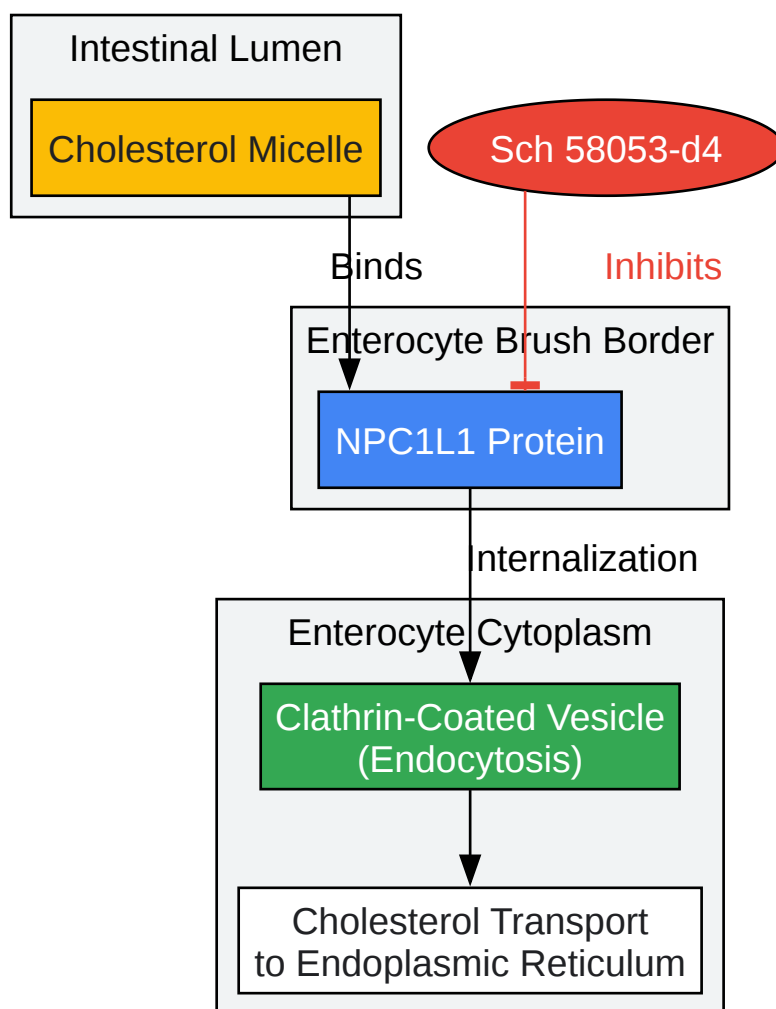 Intestinal Lumen
Cholesterol Micelle
Sch 58053-d4
Binds
Inhibits
Enterocyte Brush Border
NPC1L1 Protein
Internalization
Enterocyte Cytoplasm
Clathrin-Coated Vesicle
(Endocytosis)
Cholesterol Transport
to Endoplasmic Reticulum